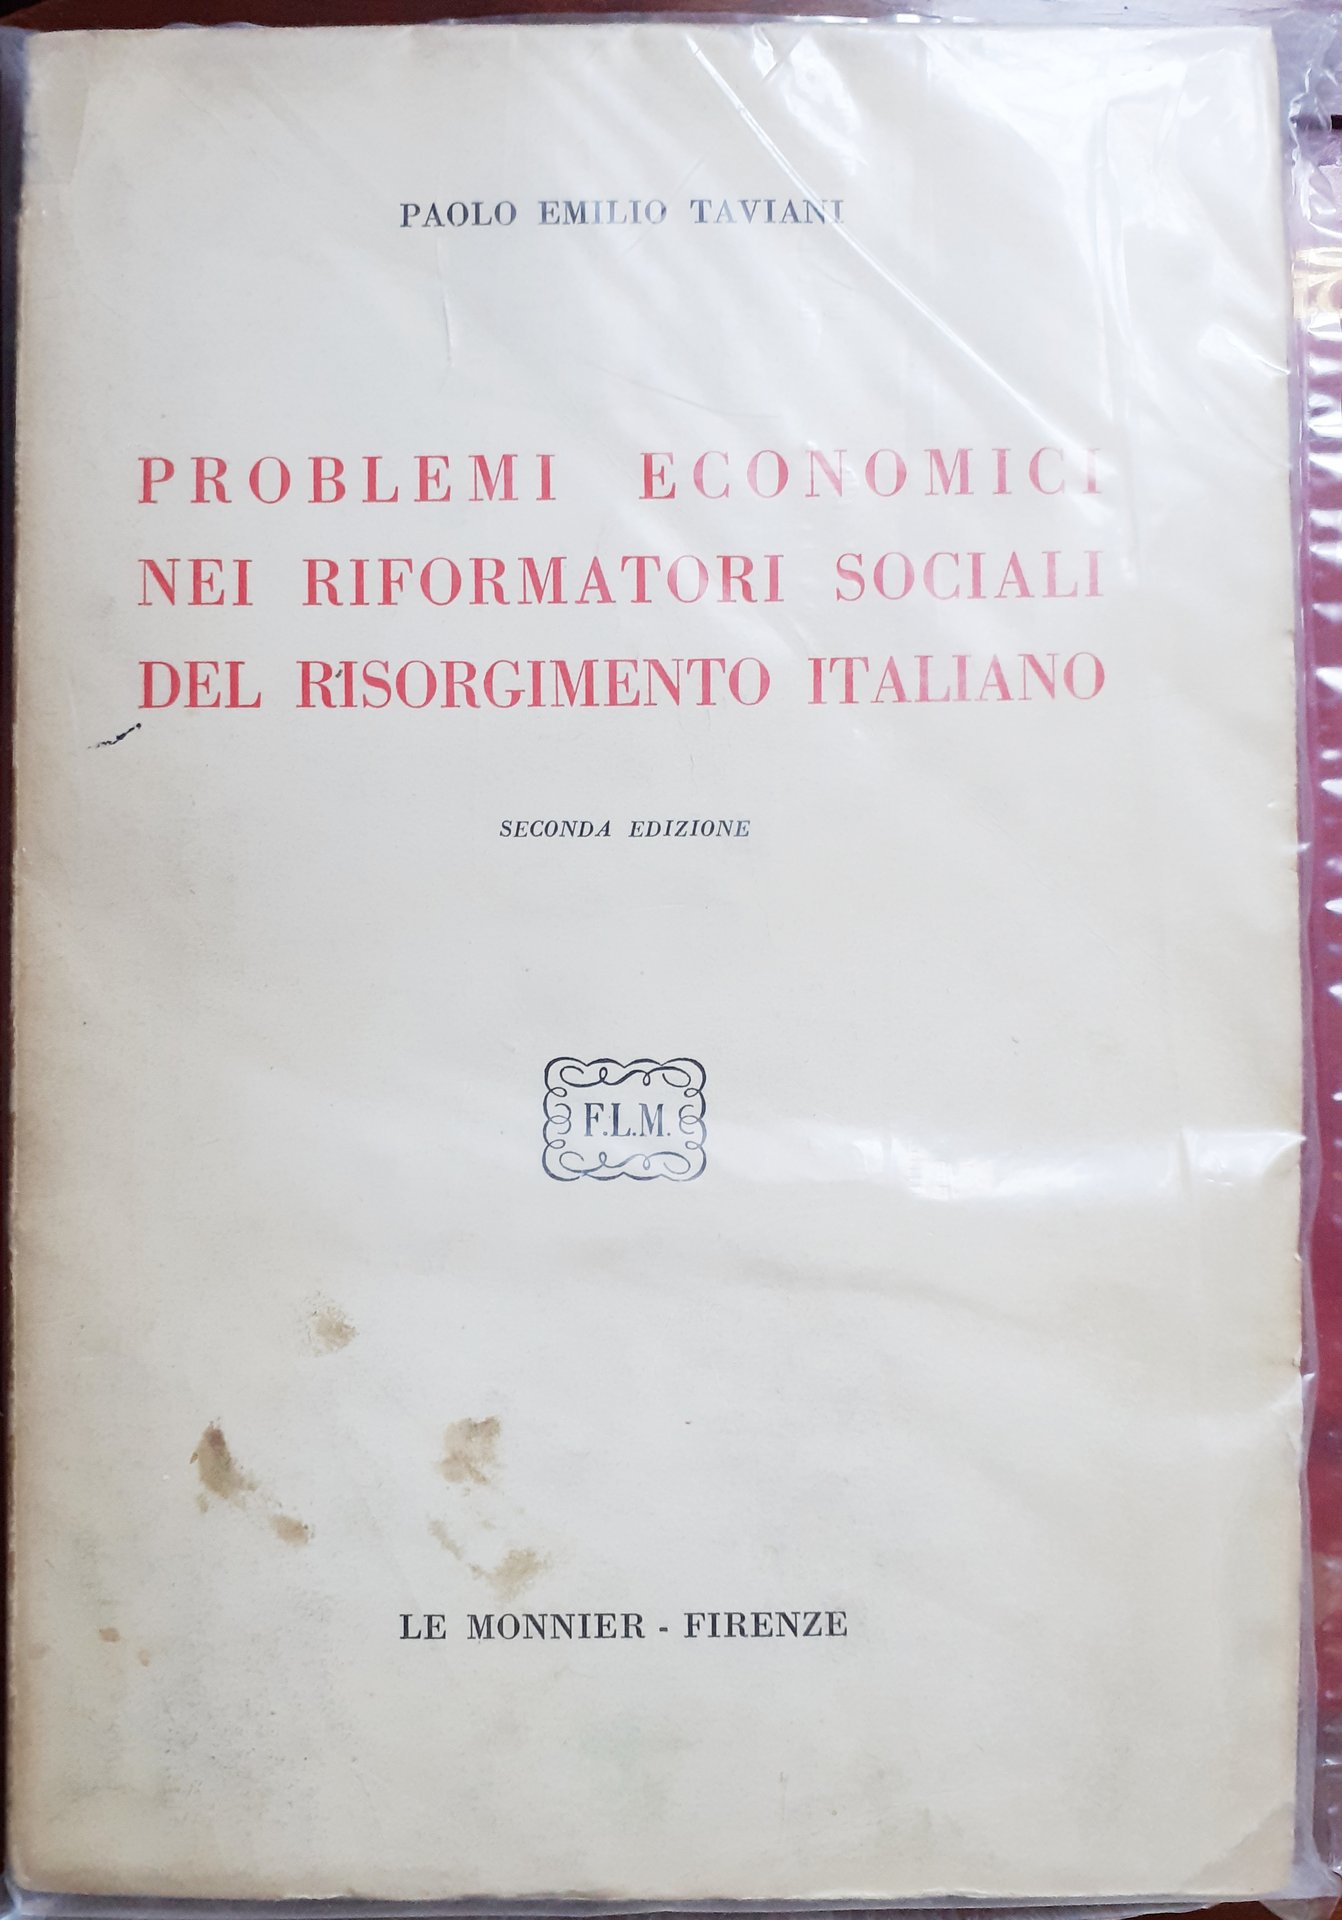 PAOLO EMILIO TAVIANI
PROBLEMI ECONOMICI
NEI RIFORMATORI SOCIALI
DEL RISORGIMENTO ITALIANO
SECONDA EDIZIONE
F.L.M.
LE MONNIER - FIRENZE